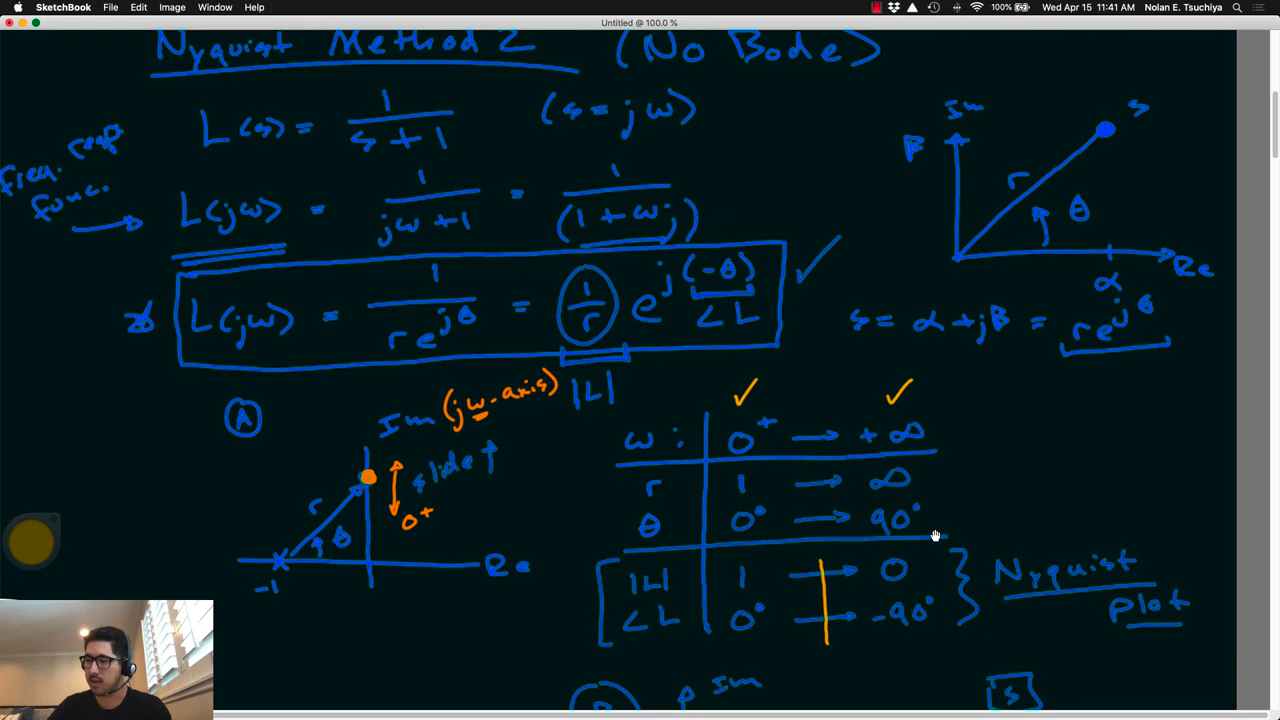 SketchBook File Edit Image Window Help 100% Wed Apr 15 11:41 AM Nolan E. Tsuchiya
Untitled @ 100.0 %
Nyquist Method 2 (No Bode)
L(s) = 1 / (s + 1) (s = jω)
freq. resp
func.
L(jω) = 1 / (jω + 1) = 1 / (1 + ωj)
L(jω) = 1 / (r e^{jθ}) = (1/r) e^{j(-θ)} ✓
∠L
|L|
Im
β
s
r
θ
α
Re
s = α + jβ = re^{jθ}
A
Im (jω-axis)
slide ↑
r
θ
0⁺
-1
Re
✓ ✓
ω: 0⁺ → +∞
r 1 → ∞
θ 0° → 90°
|L| 1 → 0
∠L 0° → -90°
Nyquist
Plot
Im
s